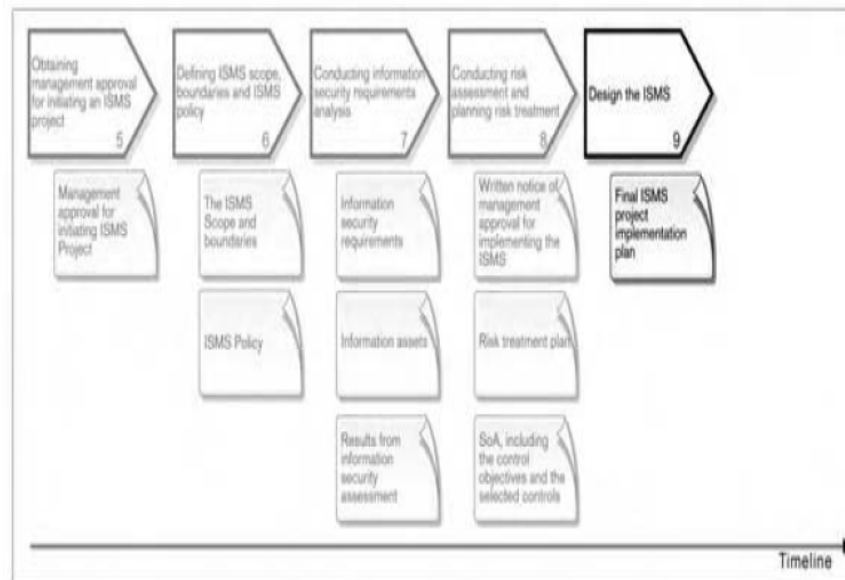 Obtaining
management approval
for initiating an ISMS
project
5
Defining ISMS scope,
boundaries and ISMS
policy
6
Conducting information
security requirements
analysis
7
Conducting risk
assessment and
planning risk treatment
8
Design the ISMS
9
Management
approval for
initiating ISMS
Project
The ISMS
Scope and
boundaries
Information
security
requirements
Written notice of
management
approval for
implementing the
ISMS
Final ISMS
project
implementation
plan
ISMS Policy
Information assets
Risk treatment plan
Results from
information
security
assessment
SoA, including
the control
objectives and the
selected controls
Timeline